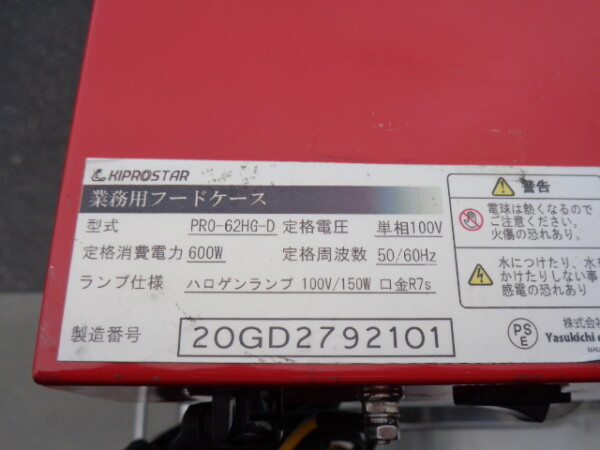 KIPROSTAR
業務用フードケース
型式 PRO-62HG-D 定格電圧 単相100V
定格消費電力 600W 定格周波数 50/60Hz
ランプ仕様 ハロゲンランプ 100V/150W 口金R7s
製造番号 20GD2792101
警告
電球は熱くなるので
ご注意ください。
火傷の恐れあり。
水につけたり、水を
かけたりしない事
感電の恐れあり
PSE
株式会社
Yasukichi